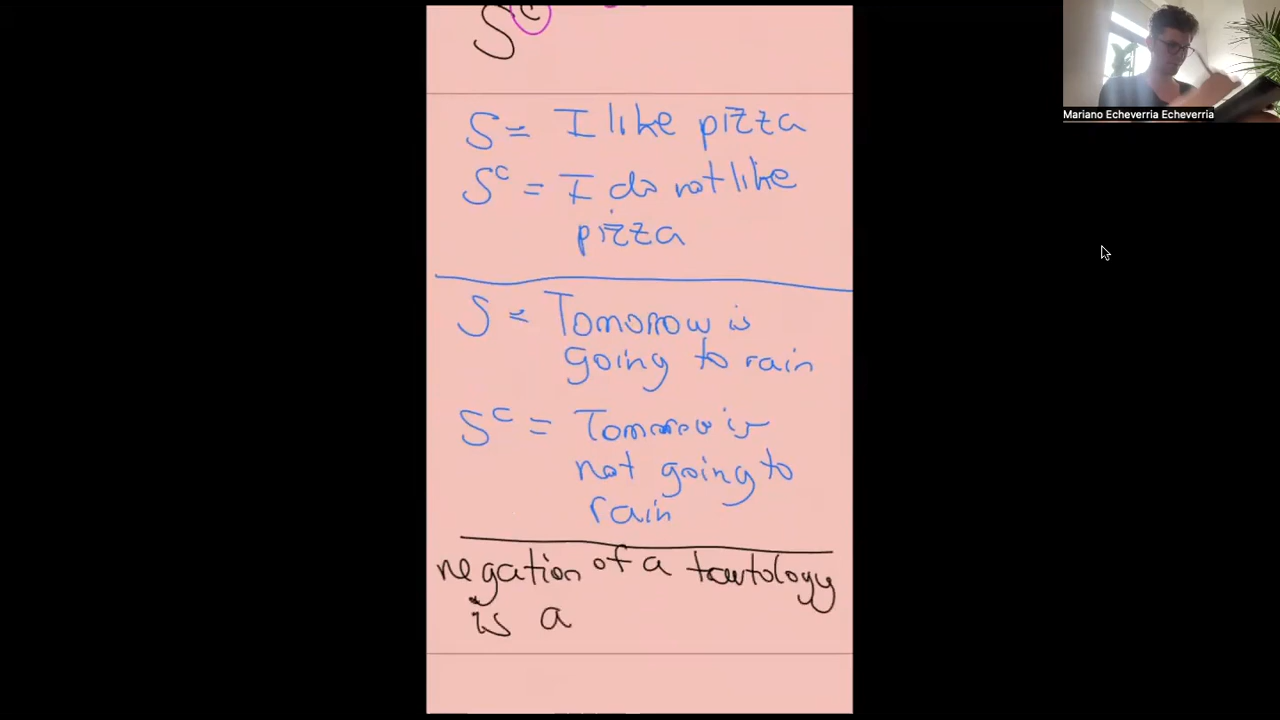 S^c
S = I like pizza
S^c = I do not like
pizza
S = Tomorrow is
going to rain
S^c = Tomorrow is
not going to
rain
negation of a tautology
is a
Mariano Echeverria Echeverria